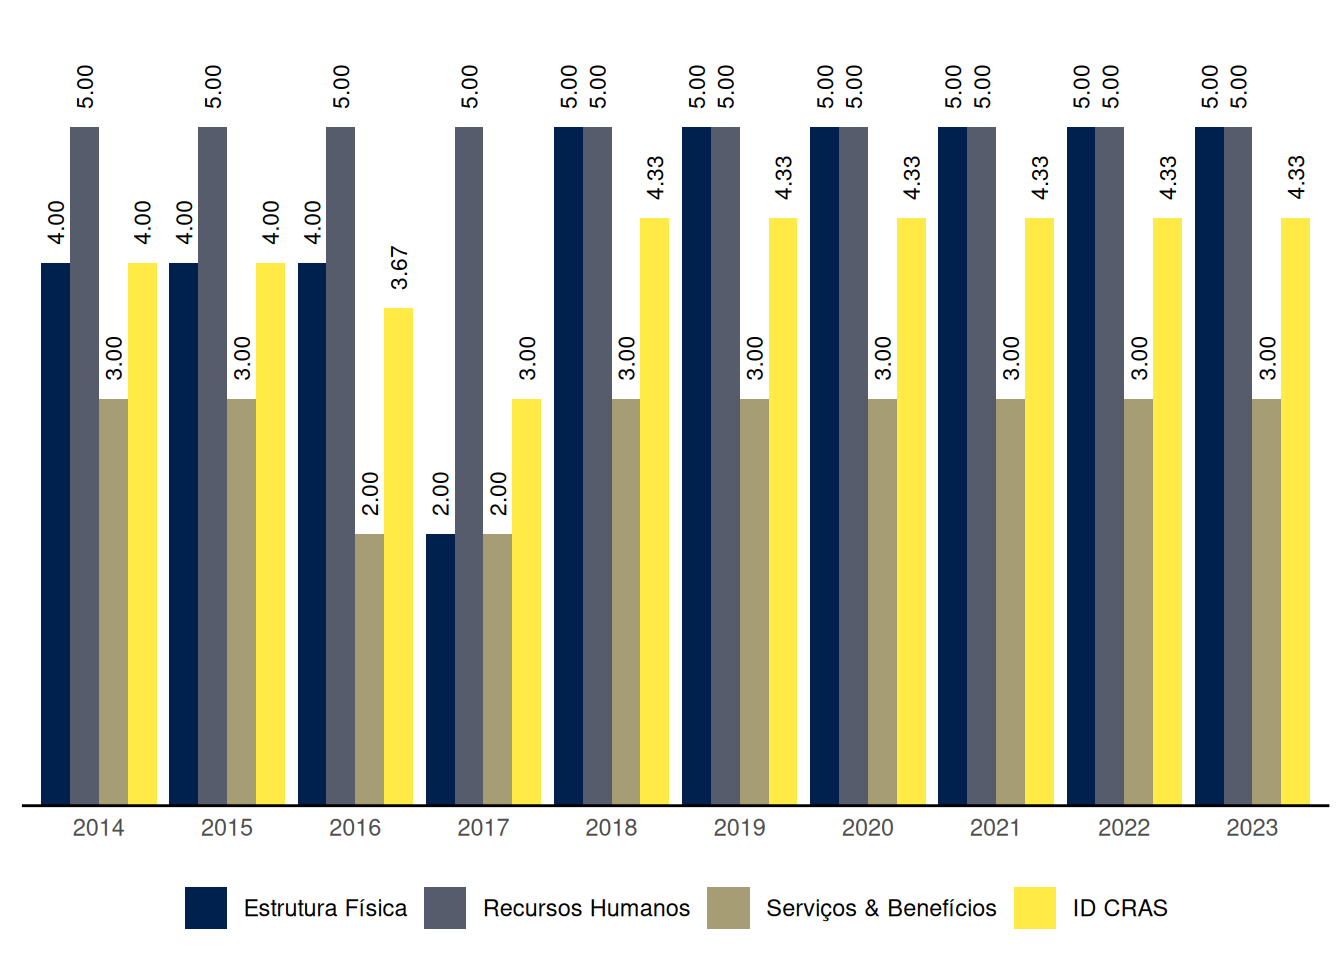 5.00 5.00 5.00 5.00 5.00 5.00 5.00 5.00 5.00 5.00 5.00 5.00 5.00 5.00 5.00 5.00
4.33 4.33 4.33 4.33 4.33 4.33
4.00 4.00 4.00 4.00 4.00
3.67
3.00 3.00 3.00 3.00 3.00 3.00 3.00 3.00 3.00
2.00 2.00 2.00
2014 2015 2016 2017 2018 2019 2020 2021 2022 2023
Estrutura Física Recursos Humanos Serviços & Benefícios ID CRAS